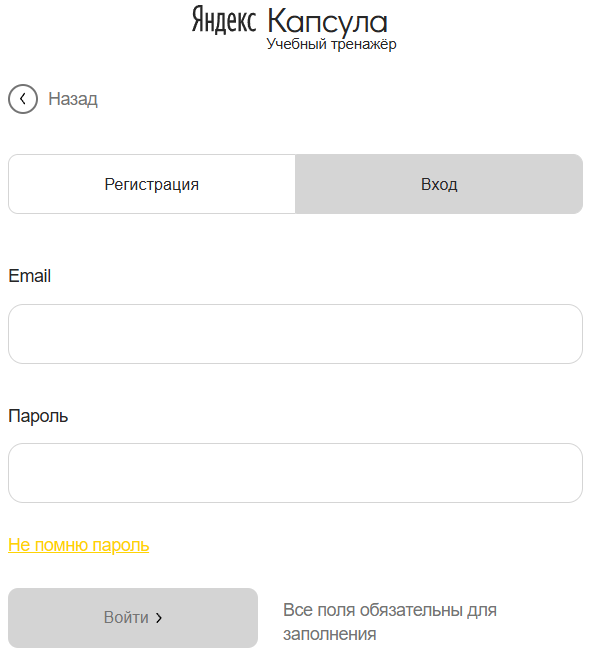 Яндекс Капсула
Учебный тренажёр
Назад
Регистрация Вход
Email
Пароль
Не помню пароль
Войти
Все поля обязательны для
заполнения